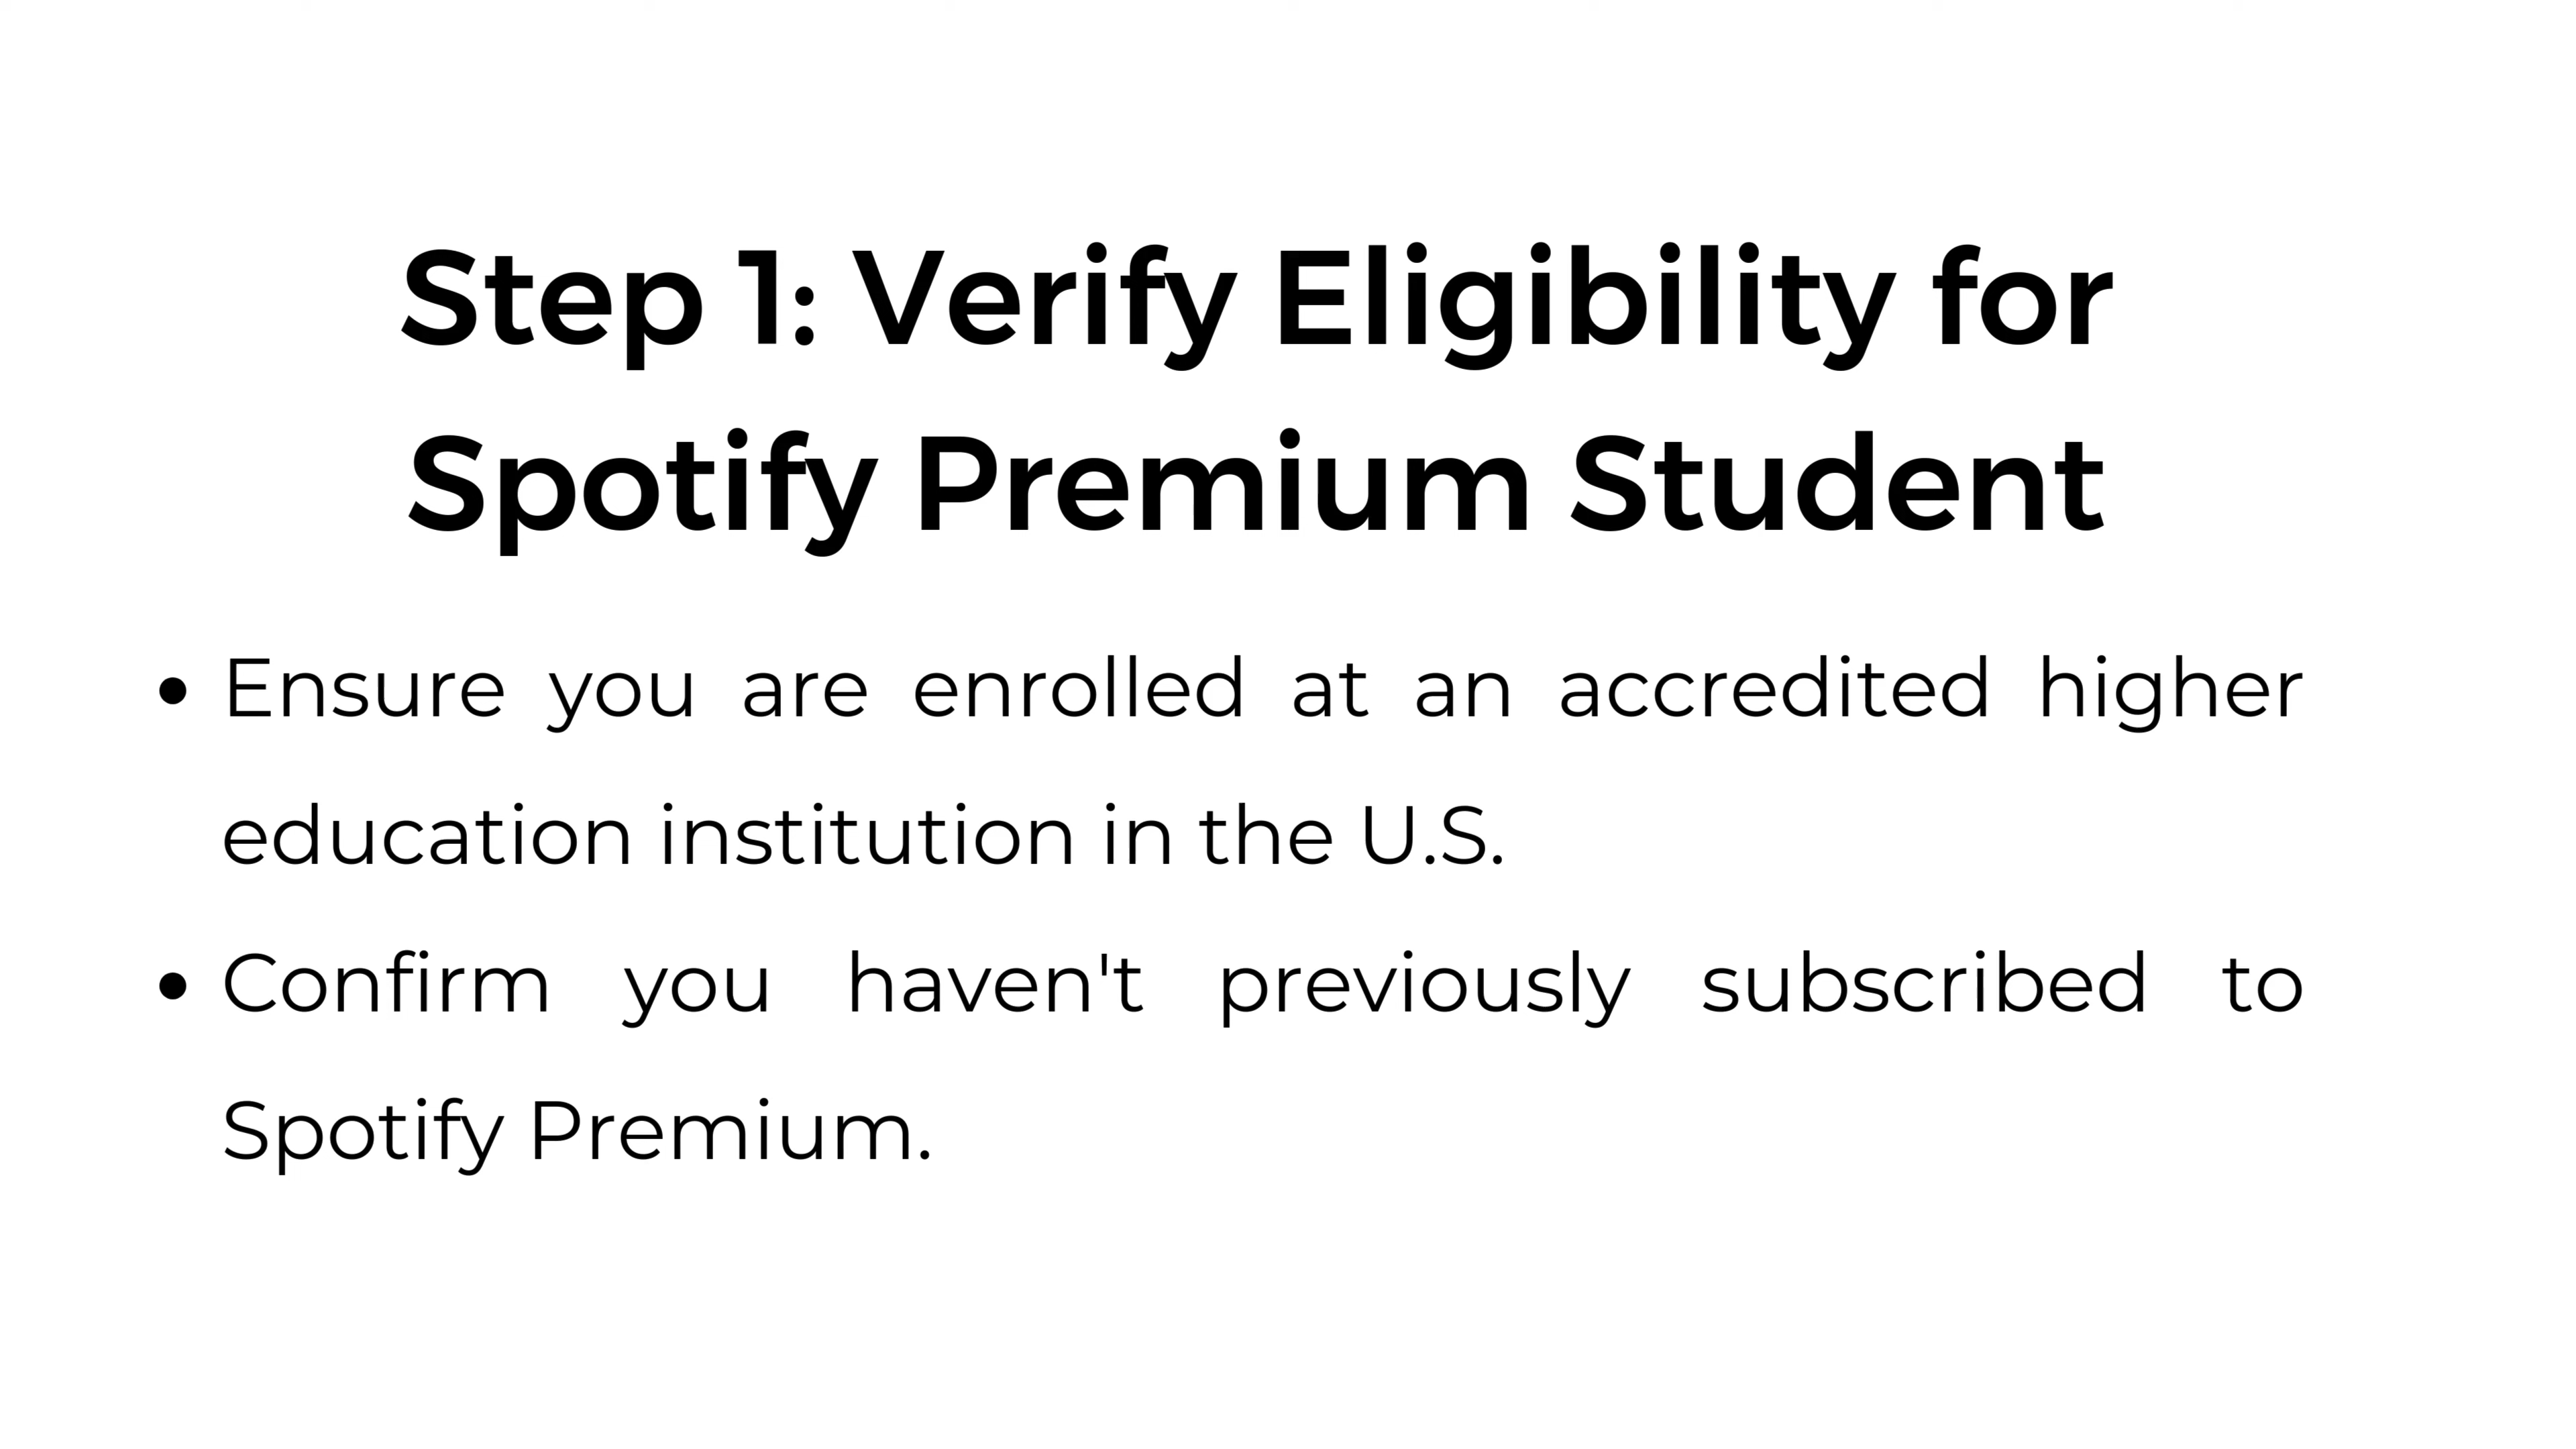 Step 1: Verify Eligibility for
Spotify Premium Student
• Ensure you are enrolled at an accredited higher
education institution in the U.S.
• Confirm you haven't previously subscribed to
Spotify Premium.